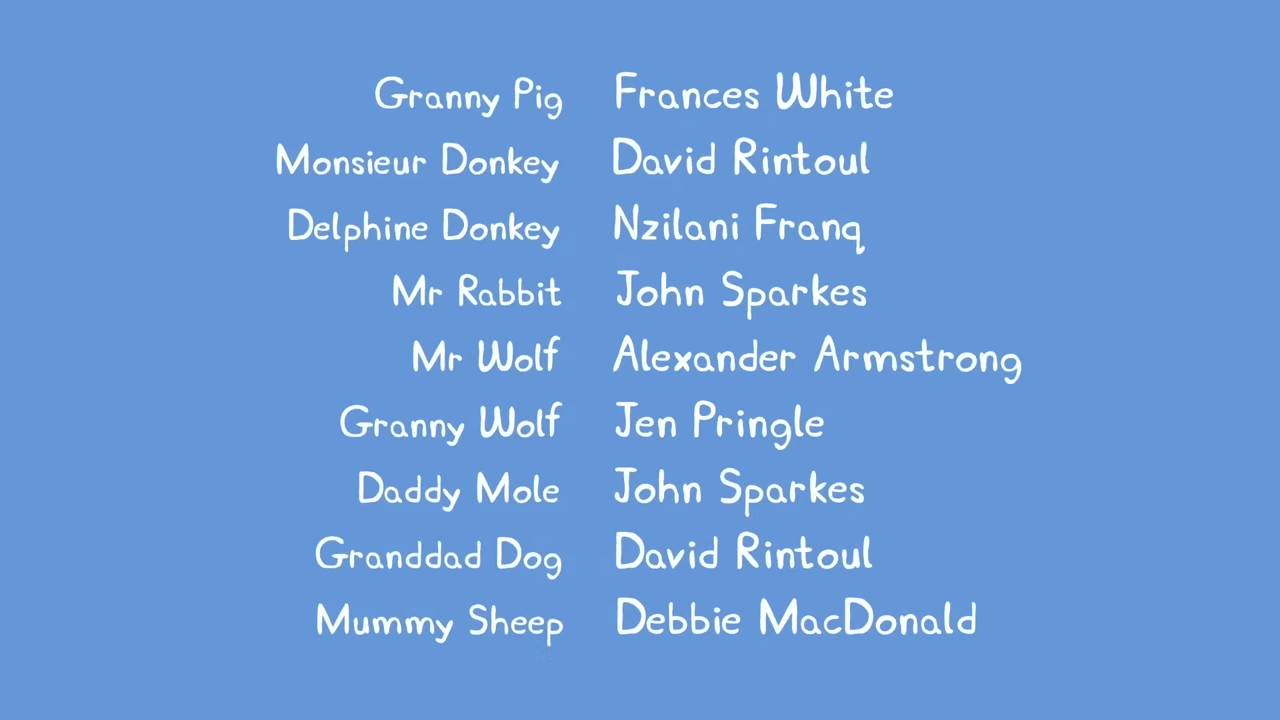 Granny Pig Frances White
Monsieur Donkey David Rintoul
Delphine Donkey Nzilani Franq
Mr Rabbit John Sparkes
Mr Wolf Alexander Armstrong
Granny Wolf Jen Pringle
Daddy Mole John Sparkes
Granddad Dog David Rintoul
Mummy Sheep Debbie MacDonald